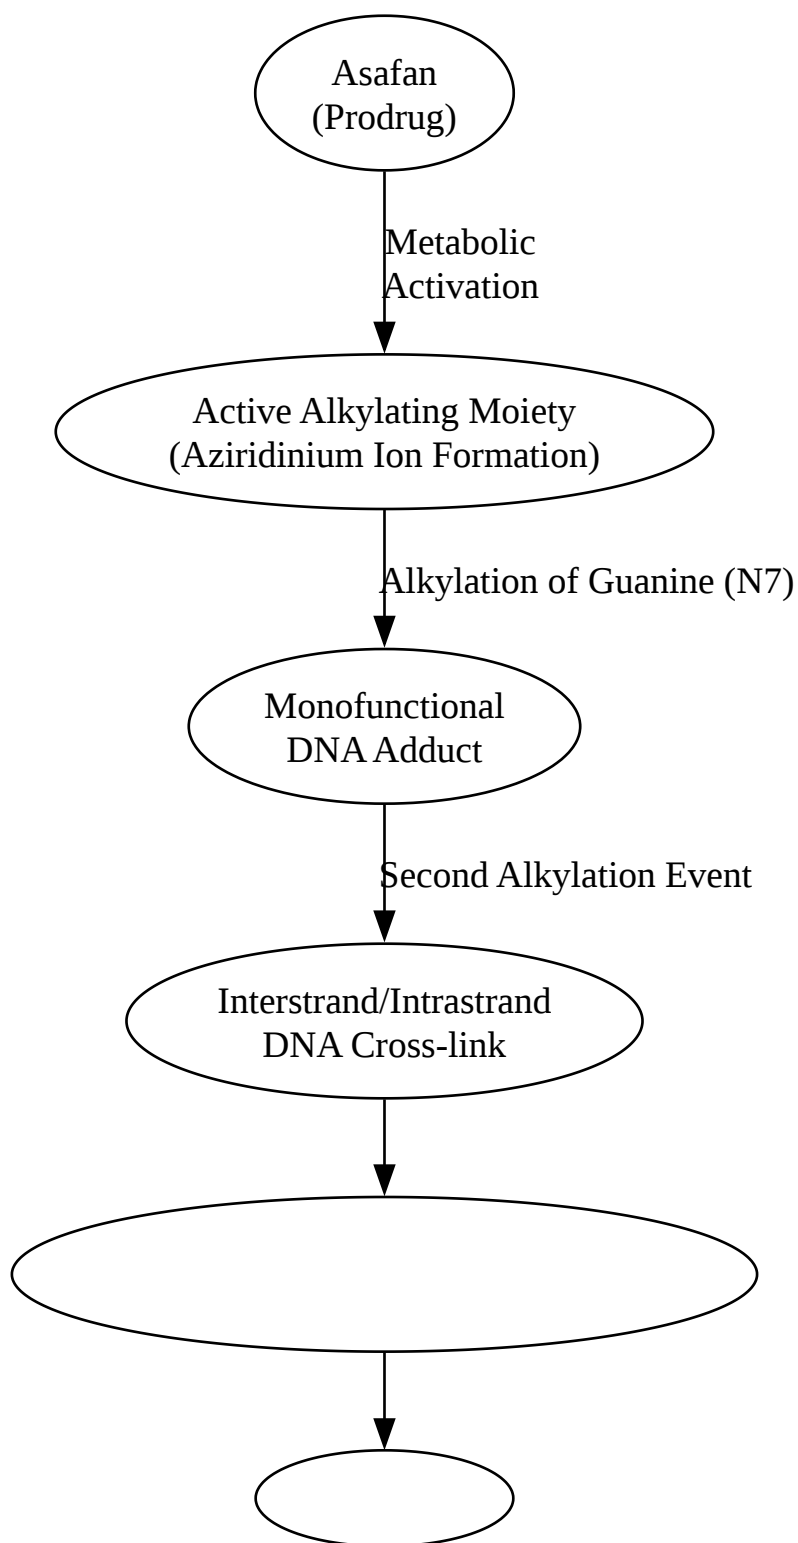 Asafan
(Prodrug)
Metabolic
Activation
Active Alkylating Moiety
(Aziridinium Ion Formation)
Alkylation of Guanine (N7)
Monofunctional
DNA Adduct
Second Alkylation Event
Interstrand/Intrastrand
DNA Cross-link